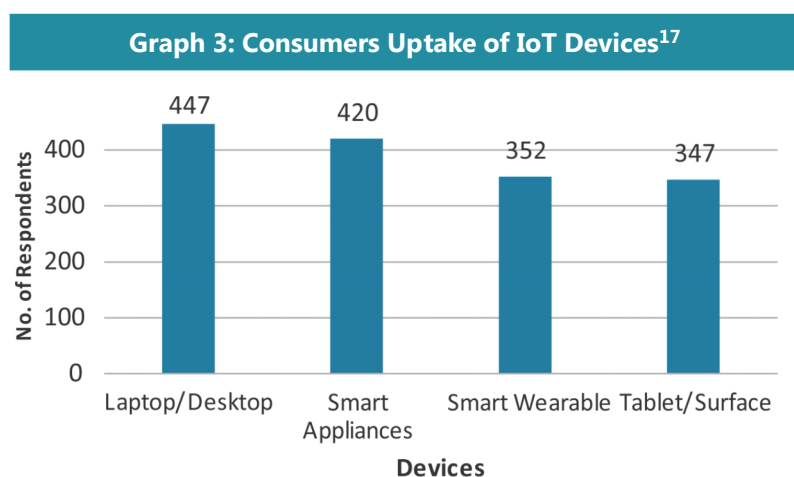 Graph 3: Consumers Uptake of IoT Devices17
447
420
352
347
400
300
200
100
0
No. of Respondents
Laptop/Desktop
Smart
Appliances
Smart Wearable
Tablet/Surface
Devices